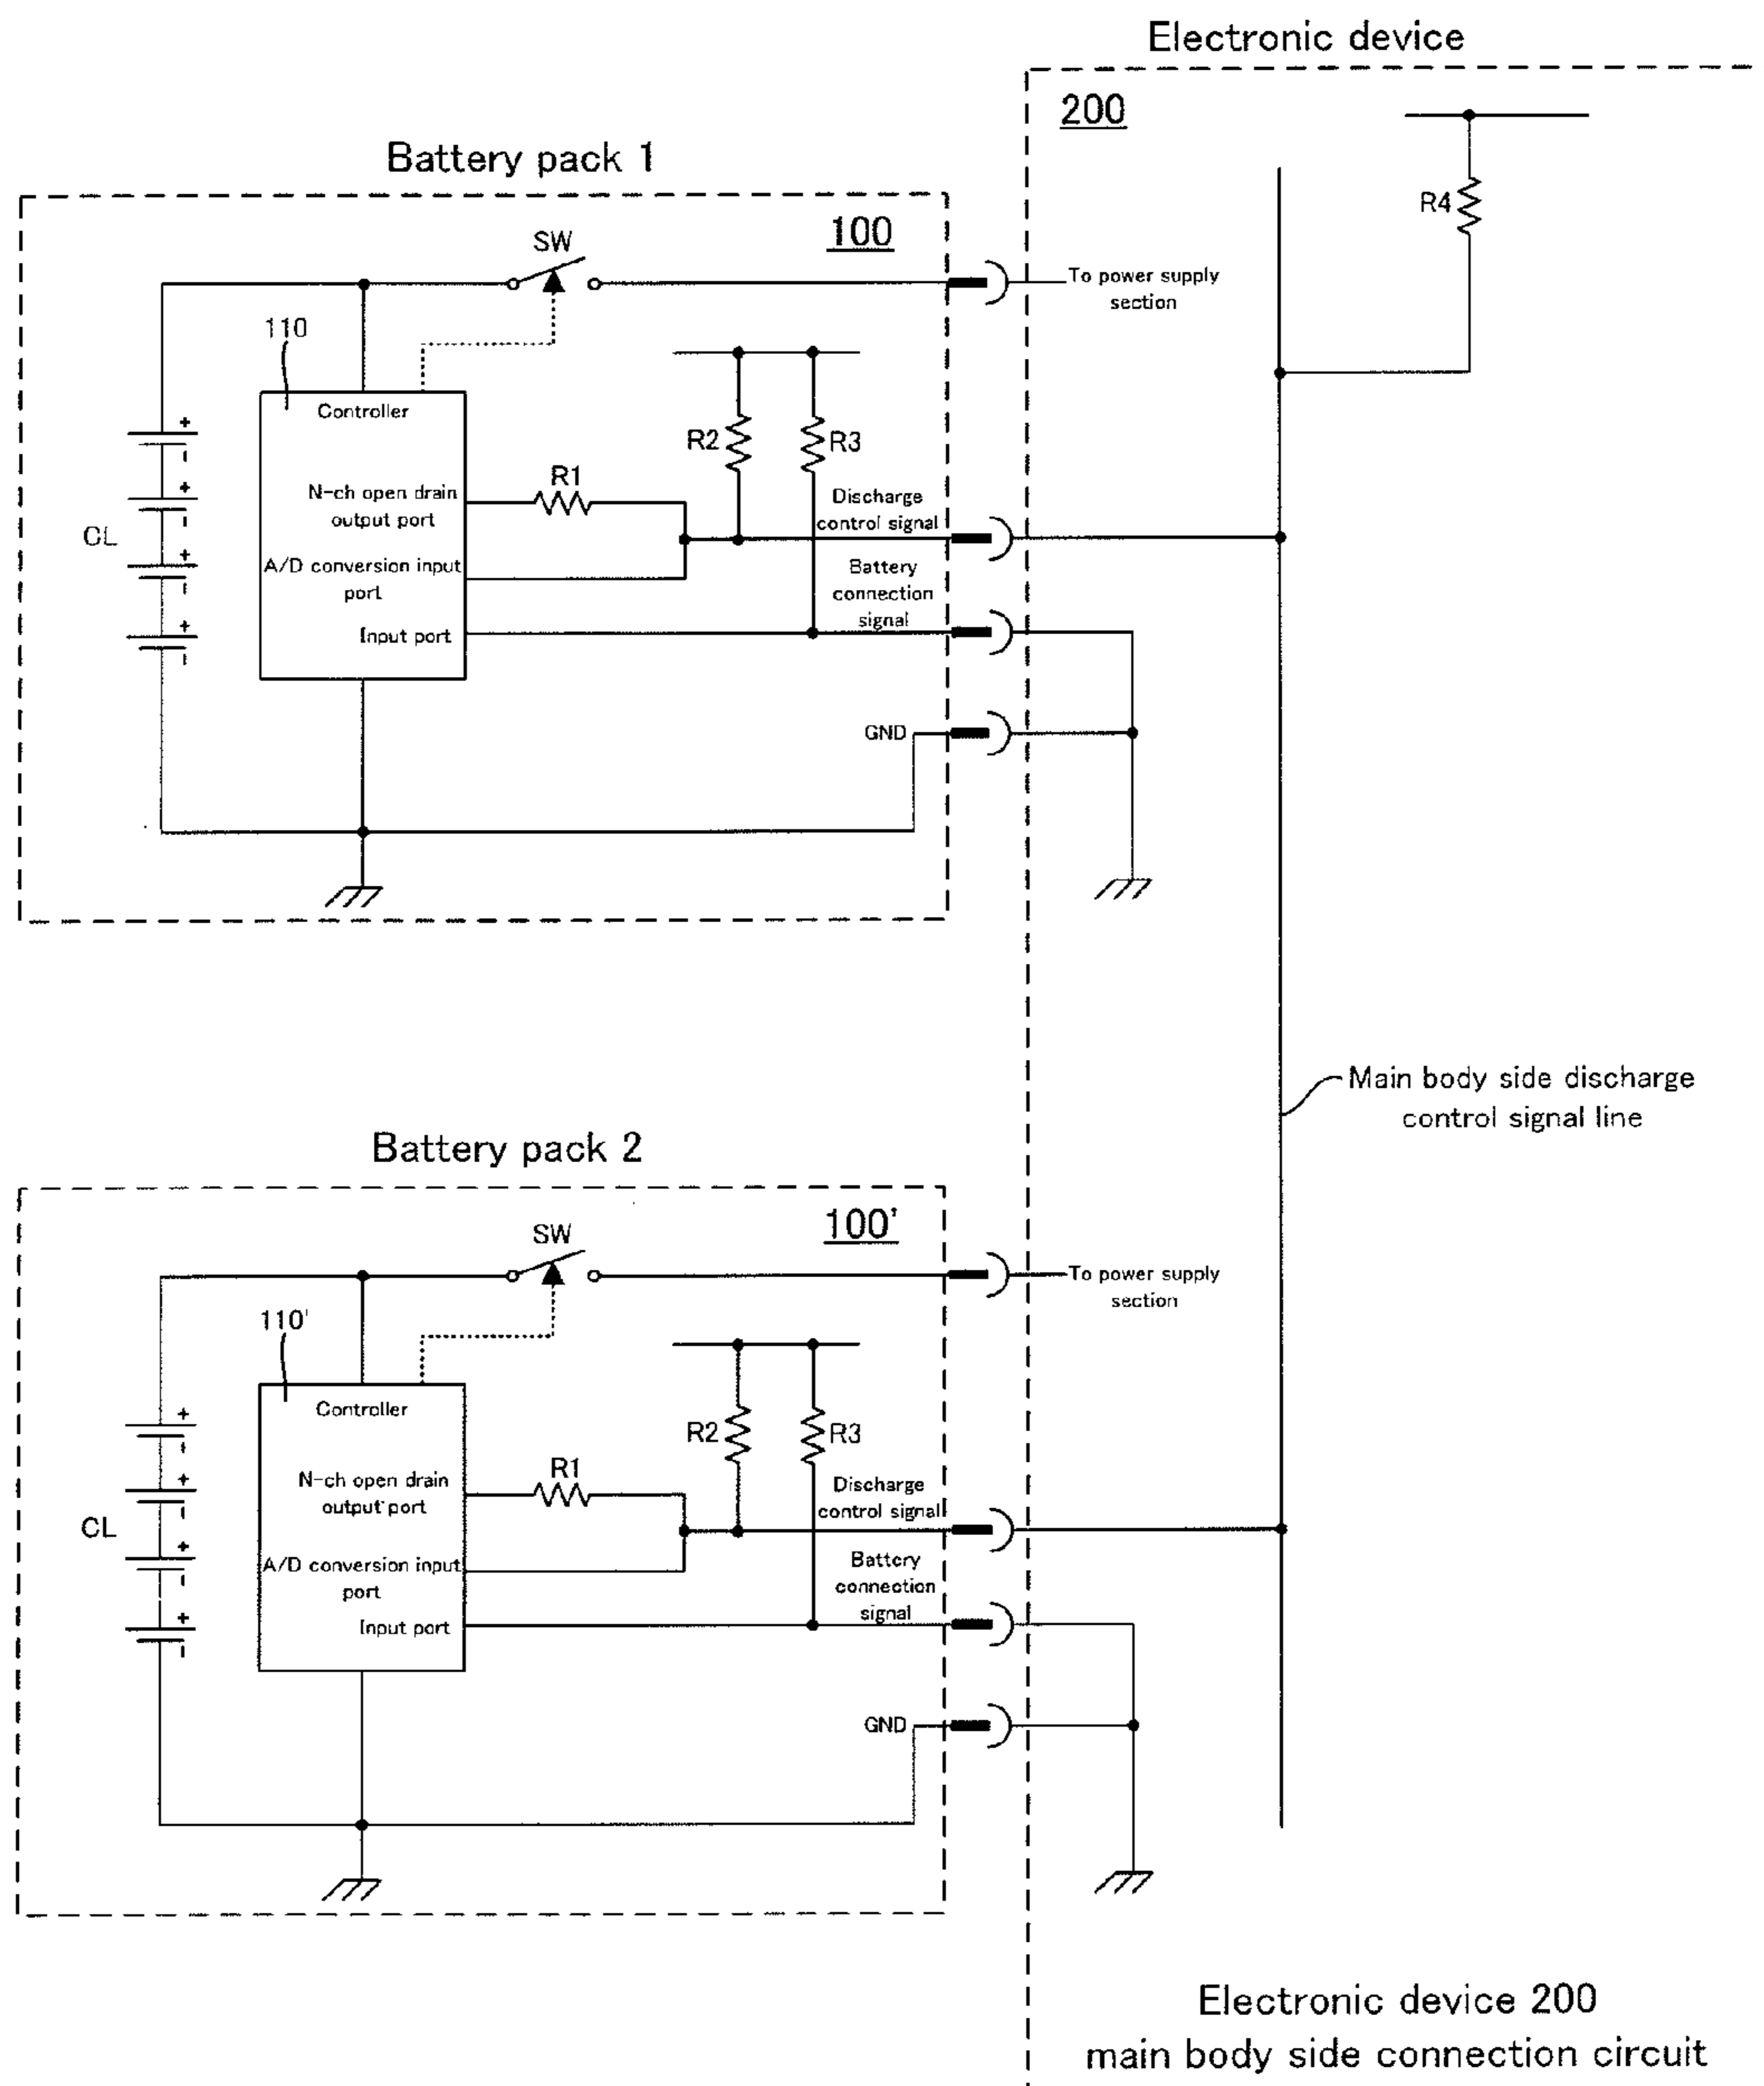 Electronic device
200
R4
Battery pack 1
100
SW
To power supply
section
110
Controller
R2
R3
R1
N-ch open drain
output port
Discharge
control signal
CL
A/D conversion input
port
Battery
connection
signal
Input port
GND
+
+
+
+
Main body side discharge
control signal line
Battery pack 2
100'
SW
To power supply
section
110'
Controller
R2
R3
R1
N-ch open drain
output port
Discharge
control signal
CL
A/D conversion input
port
Battery
connection
signal
Input port
GND
+
+
+
+
Electronic device 200
main body side connection circuit